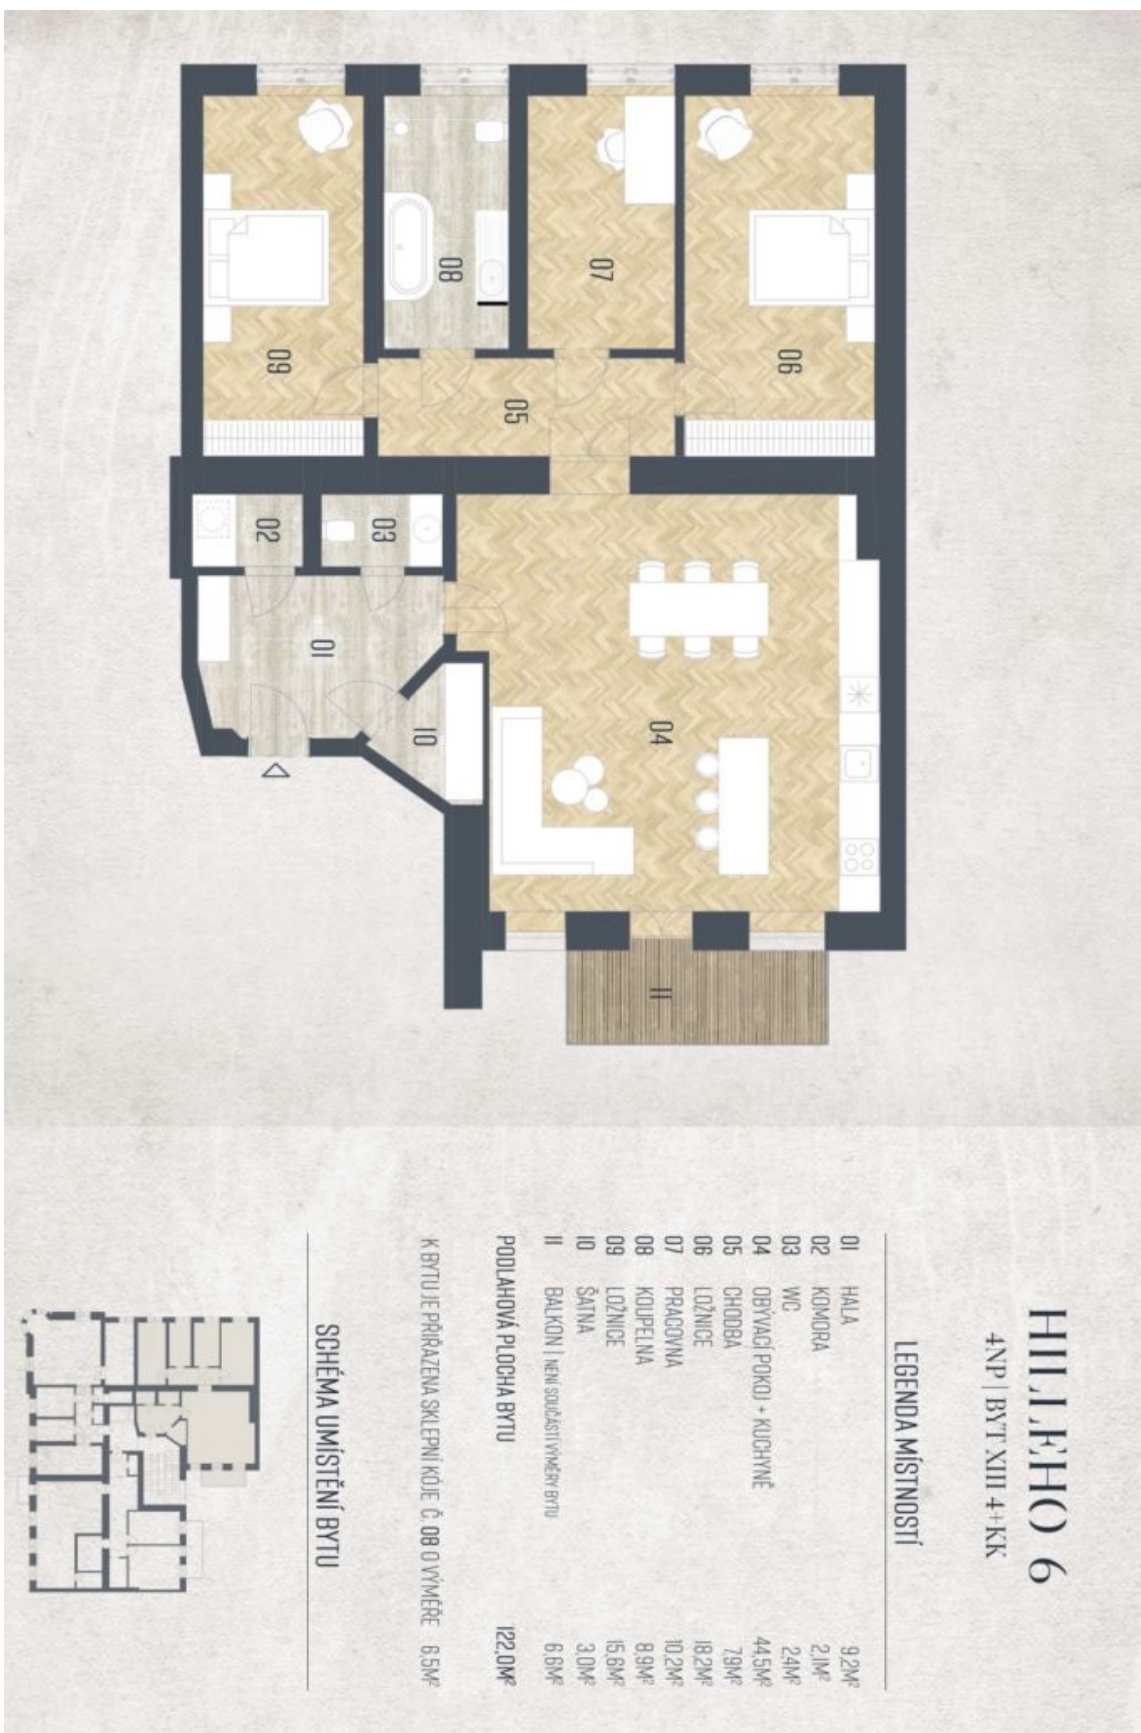 HILLEHO 6
4NP | BYT XIII 4+KK
LEGENDA MÍSTNOSTÍ
01 HALA 9,2M²
02 KOMORA 2,1M²
03 WC 2,4M²
04 OBÝVACÍ POKOJ + KUCHYNĚ 44,5M²
05 CHODBA 7,9M²
06 LOŽNICE 18,2M²
07 PRACOVNA 10,2M²
08 KOUPELNA 8,9M²
09 LOŽNICE 15,6M²
10 ŠATNA 3,0M²
11 BALKON | NENÍ SOUČÁSTÍ VÝMĚRY BYTU 6,6M²
PODLAHOVÁ PLOCHA BYTU 122,0M²
K BYTU JE PŘIŘAZENA SKLEPNÍ KÓJE Č. 08 O VÝMĚŘE 6,5M²
SCHÉMA UMÍSTĚNÍ BYTU
06
07
08
09
05
04
03
02
01
10
11